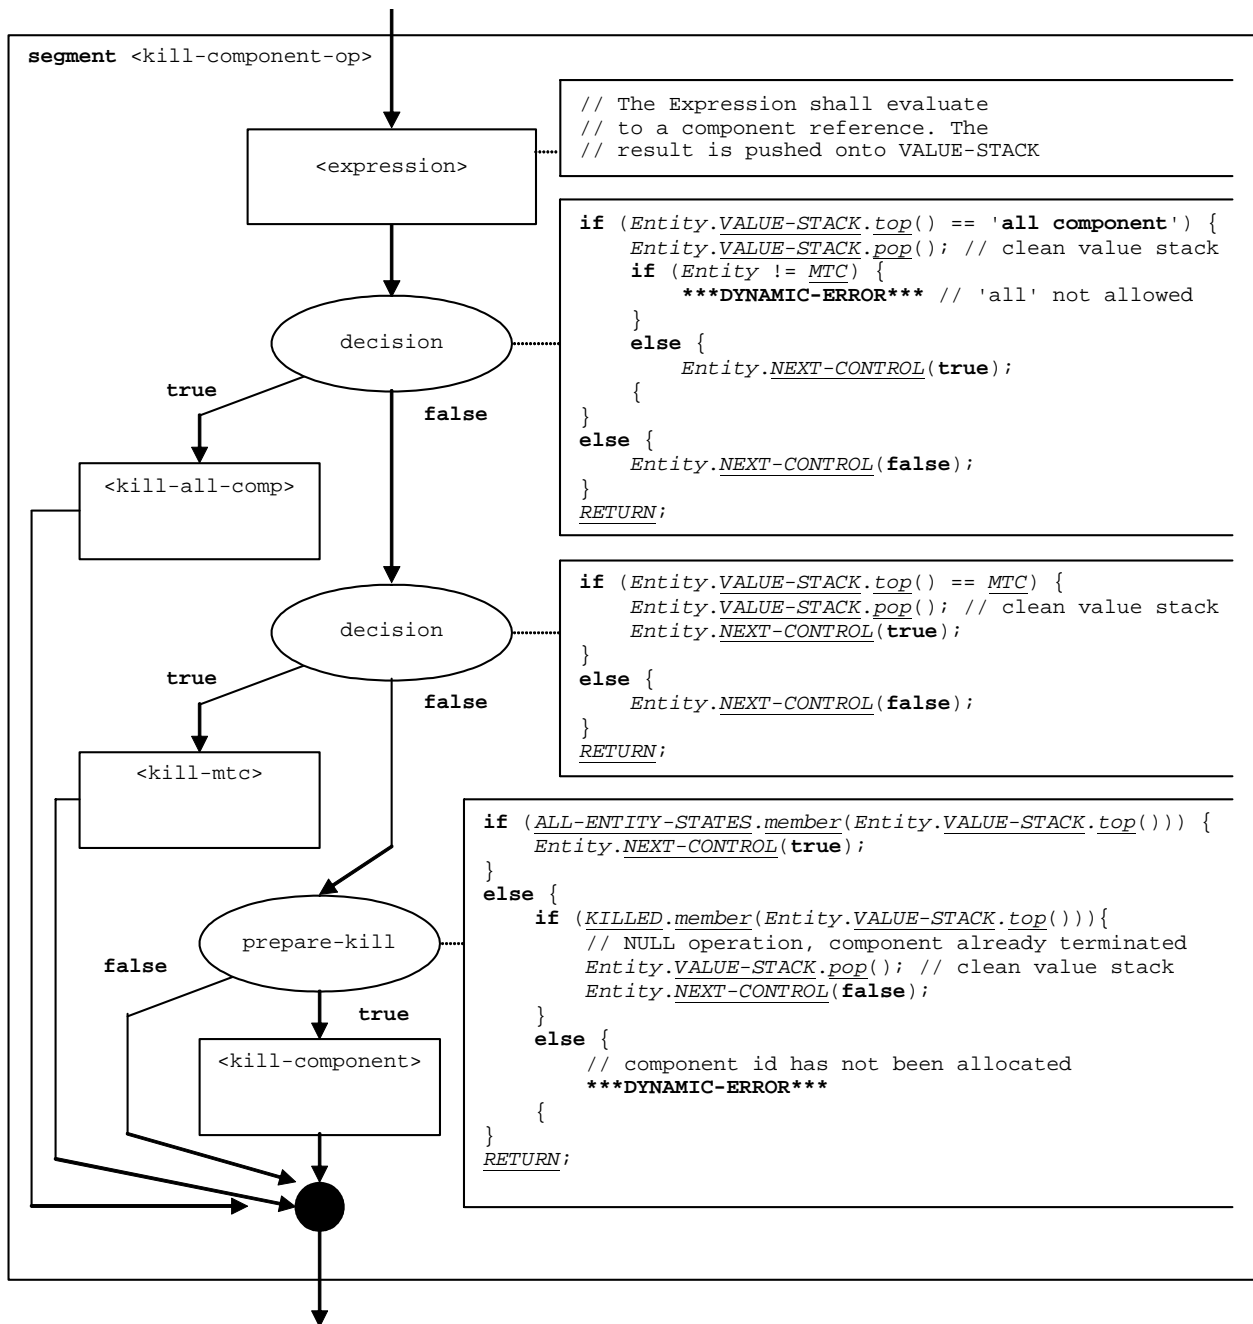 segment <kill-component-op>
// The Expression shall evaluate
// to a component reference. The
// result is pushed onto VALUE-STACK
<expression>
if (Entity.VALUE-STACK.top() == 'all component') {
Entity.VALUE-STACK.pop(); // clean value stack
if (Entity != MTC) {
***DYNAMIC-ERROR*** // 'all' not allowed
}
else {
Entity.NEXT-CONTROL(true);
{
}
else {
Entity.NEXT-CONTROL(false);
}
RETURN;
decision
true
false
<kill-all-comp>
if (Entity.VALUE-STACK.top() == MTC) {
Entity.VALUE-STACK.pop(); // clean value stack
Entity.NEXT-CONTROL(true);
}
else {
Entity.NEXT-CONTROL(false);
}
RETURN;
decision
true
false
<kill-mtc>
if (ALL-ENTITY-STATES.member(Entity.VALUE-STACK.top())) {
Entity.NEXT-CONTROL(true);
}
else {
if (KILLED.member(Entity.VALUE-STACK.top())){
// NULL operation, component already terminated
Entity.VALUE-STACK.pop(); // clean value stack
Entity.NEXT-CONTROL(false);
}
else {
// component id has not been allocated
***DYNAMIC-ERROR***
{
}
RETURN;
prepare-kill
false
true
<kill-component>